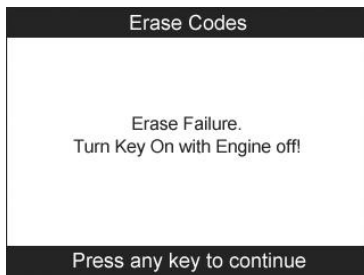 Erase Codes
Erase Failure.
Turn Key On with Engine off!
Press any key to continue